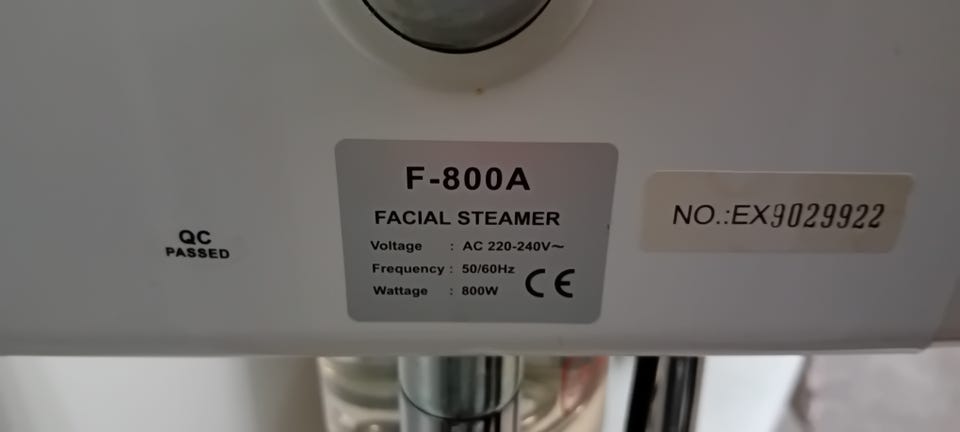 QC
PASSED
F-800A
FACIAL STEAMER
Voltage : AC 220-240V~
Frequency : 50/60Hz
Wattage : 800W
CE
NO.:EX9029922